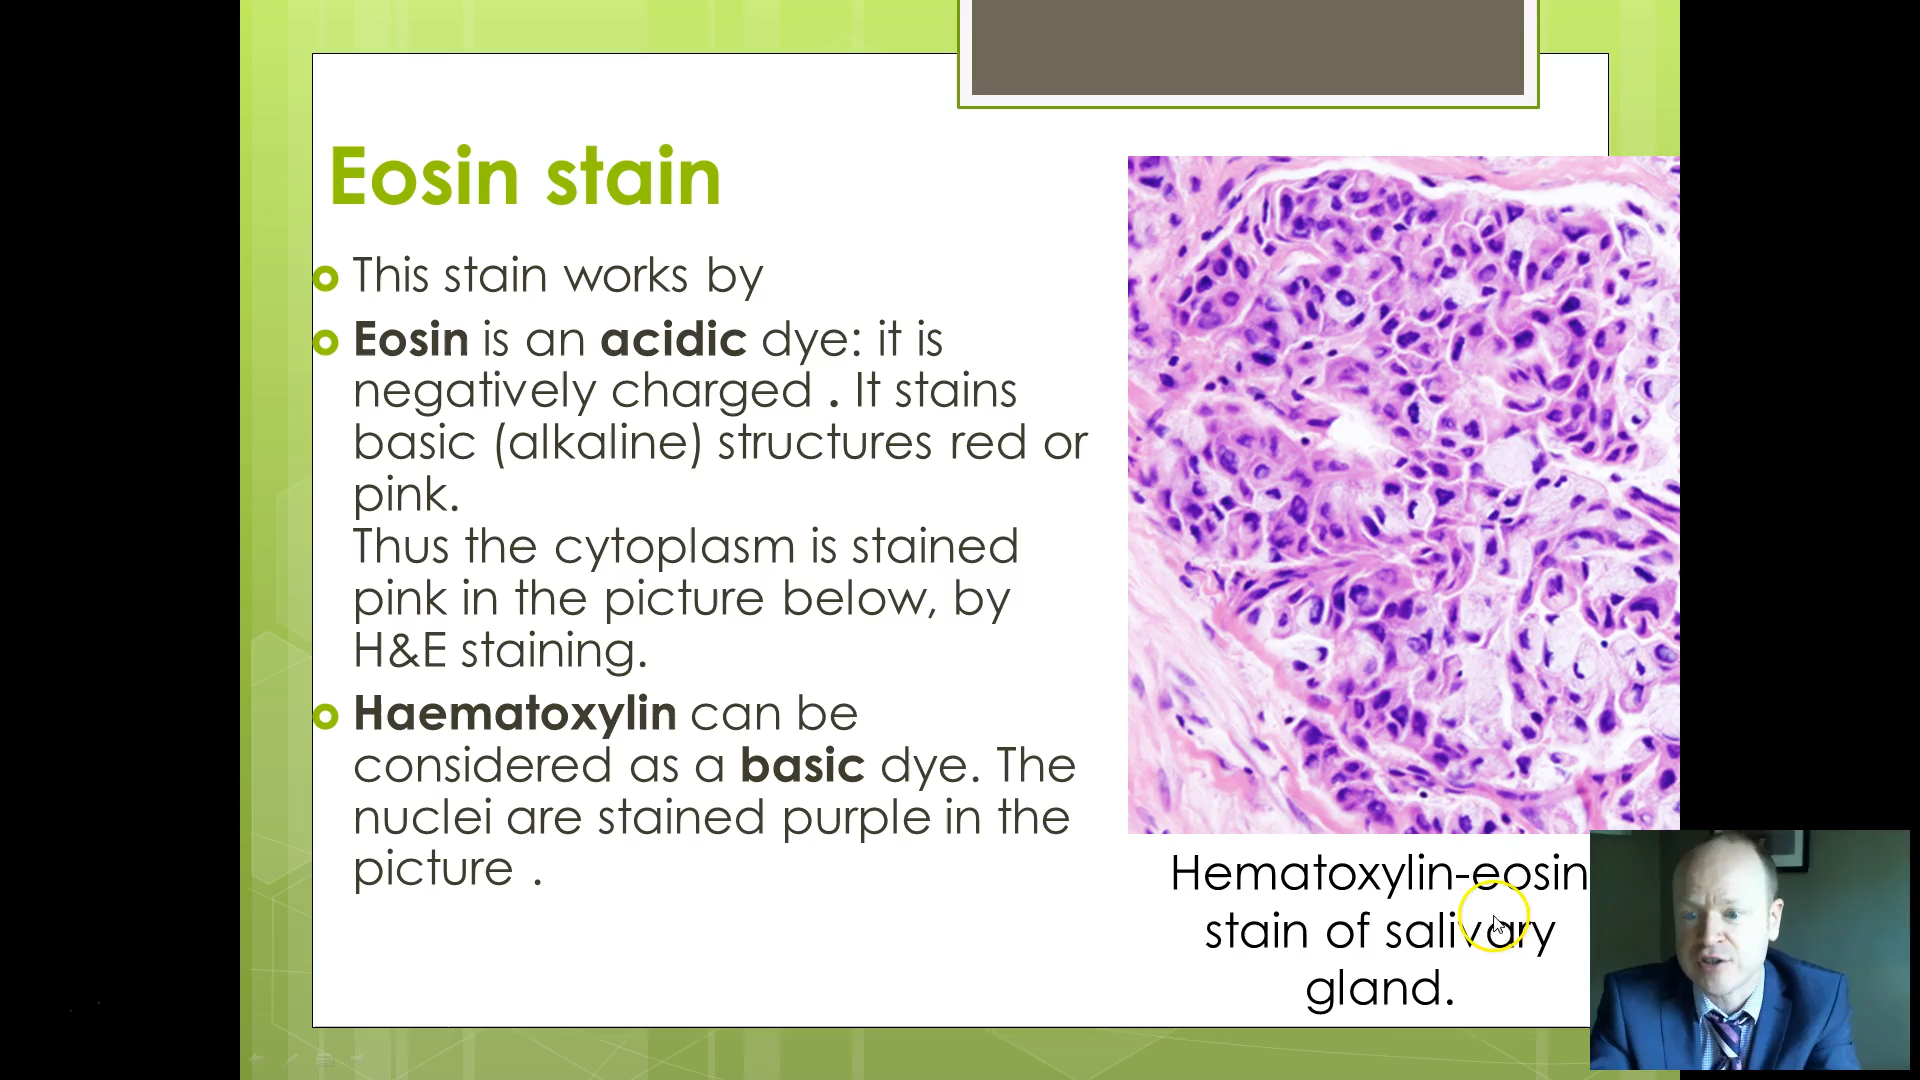 Eosin stain
This stain works by
Eosin is an acidic dye: it is
negatively charged . It stains
basic (alkaline) structures red or
pink.
Thus the cytoplasm is stained
pink in the picture below, by
H&E staining.
Haematoxylin can be
considered as a basic dye. The
nuclei are stained purple in the
picture .
Hematoxylin-eosin
stain of salivary
gland.